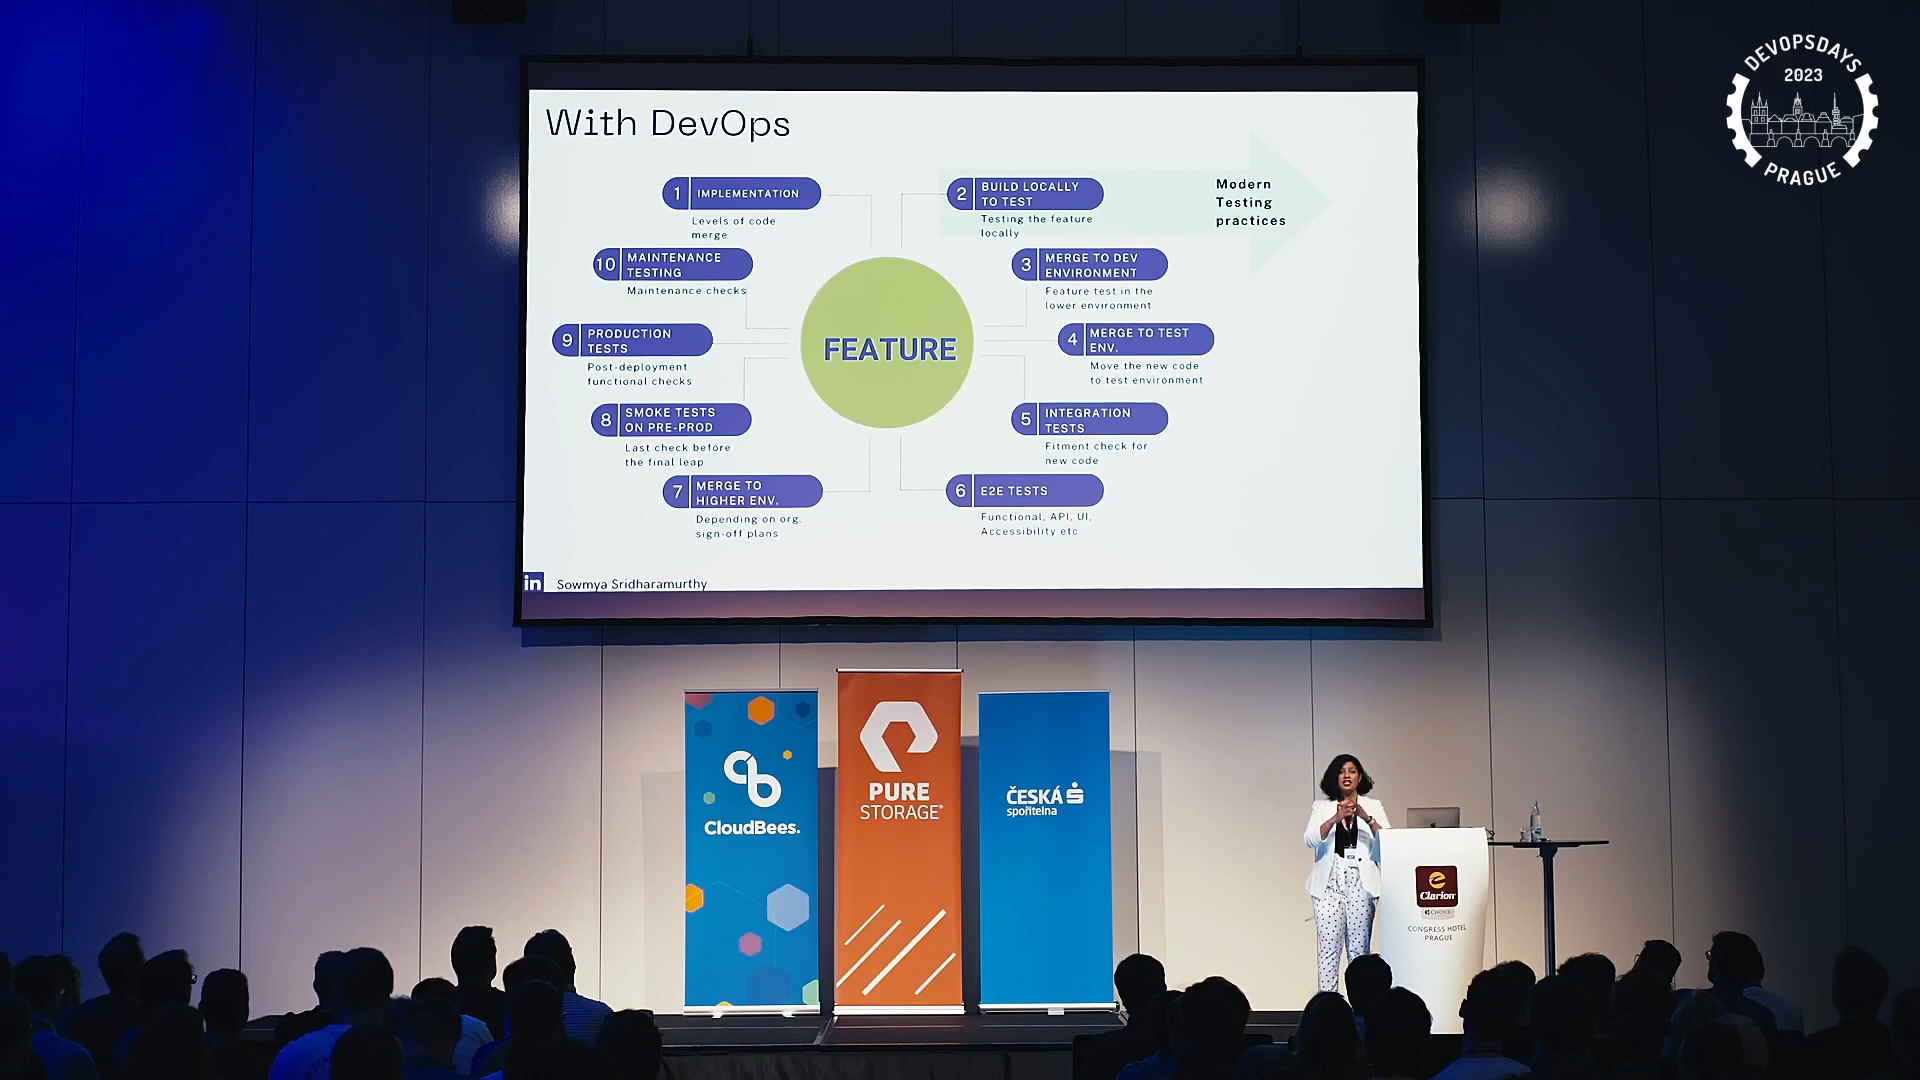 DEVOPSDAYS
2023
PRAGUE
With DevOps
1 IMPLEMENTATION
Levels of code
merge
2 BUILD LOCALLY
TO TEST
Testing the feature
locally
Modern
Testing
practices
3 MERGE TO DEV
ENVIRONMENT
Feature test in the
lower environment
4 MERGE TO TEST
ENV.
Move the new code
to test environment
5 INTEGRATION
TESTS
Fitment check for
new code
6 E2E TESTS
Functional, API, UI,
Accessibility etc
7 MERGE TO
HIGHER ENV.
Depending on org.
sign-off plans
8 SMOKE TESTS
ON PRE-PROD
Last check before
the final leap
9 PRODUCTION
TESTS
Post-deployment
functional checks
10 MAINTENANCE
TESTING
Maintenance checks
FEATURE
in Sowmya Sridharamurthy
CloudBees.
PURE
STORAGE®
ČESKÁ
spořitelna
Clarion
CHOICE
CONGRESS HOTEL
PRAGUE